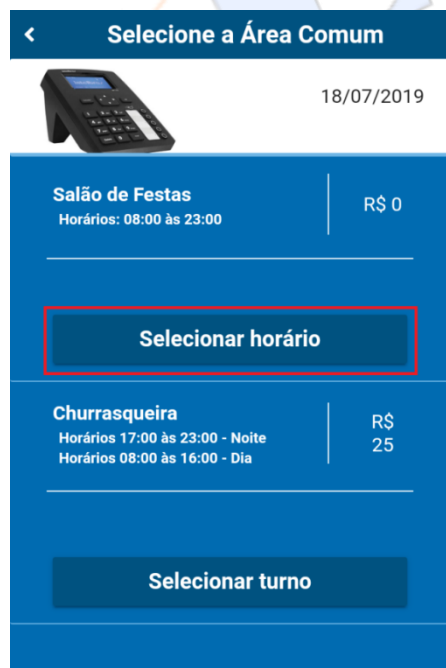 Selecione a Área Comum
18/07/2019
Salão de Festas
Horários: 08:00 às 23:00
R$ 0
Selecionar horário
Churrasqueira
Horários 17:00 às 23:00 - Noite
Horários 08:00 às 16:00 - Dia
R$
25
Selecionar turno